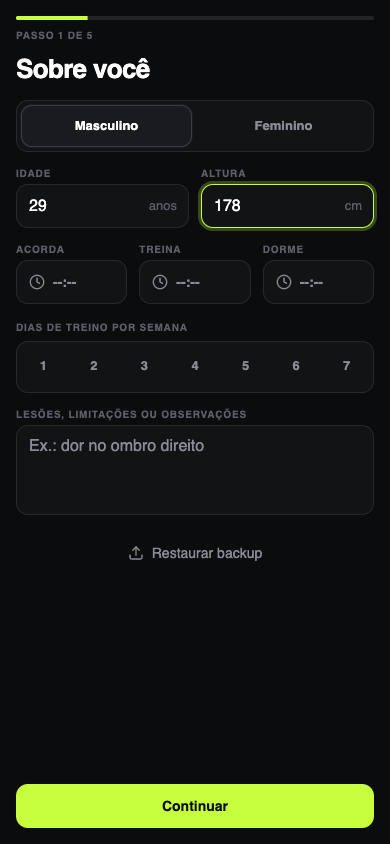 PASSO 1 DE 5
Sobre você
Masculino Feminino
IDADE ALTURA
29 anos 178 cm
ACORDA TREINA DORME
--:-- --:-- --:--
DIAS DE TREINO POR SEMANA
1 2 3 4 5 6 7
LESÕES, LIMITAÇÕES OU OBSERVAÇÕES
Ex.: dor no ombro direito
Restaurar backup
Continuar